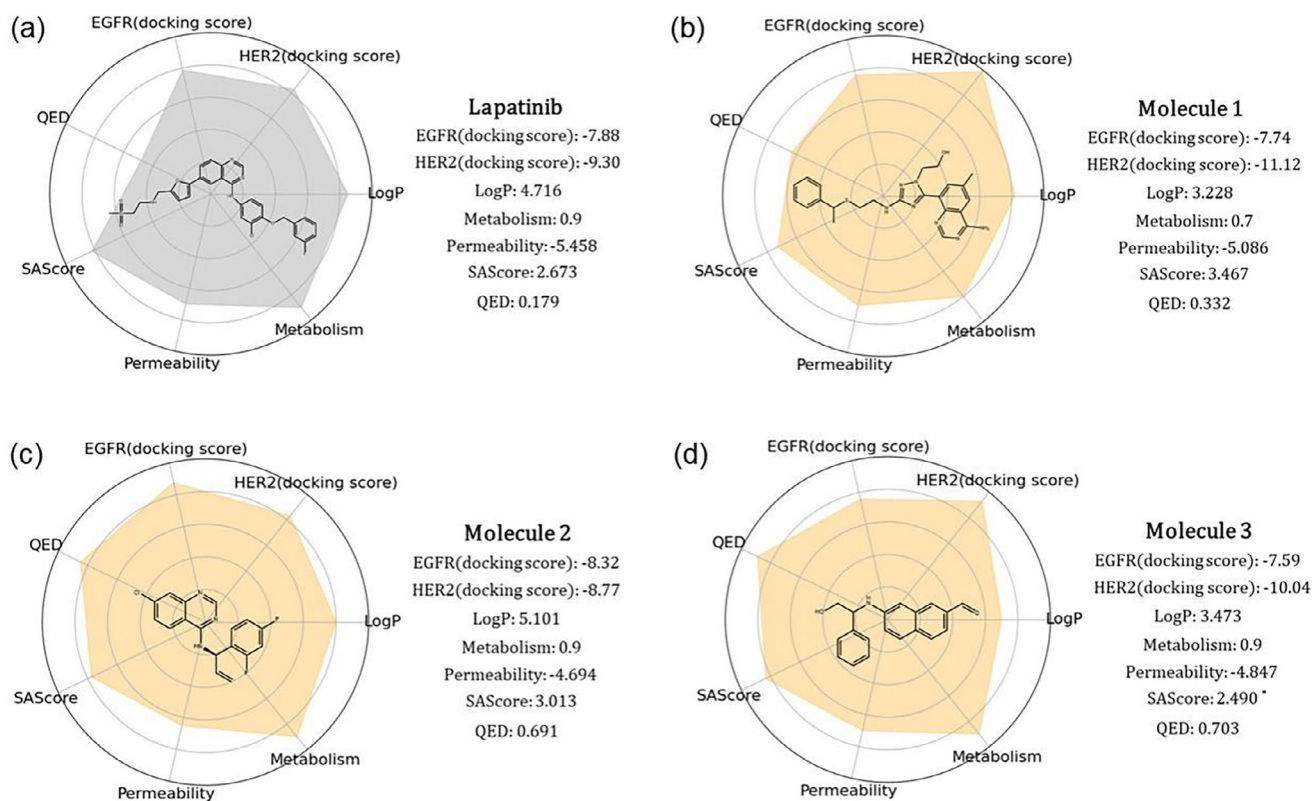 (a)
EGFR(docking score)
HER2(docking score)
QED
LogP
SAScore
Metabolism
Permeability
Lapatinib
EGFR(docking score): -7.88
HER2(docking score): -9.30
LogP: 4.716
Metabolism: 0.9
Permeability: -5.458
SAScore: 2.673
QED: 0.179
(b)
EGFR(docking score)
HER2(docking score)
QED
LogP
SAScore
Metabolism
Permeability
Molecule 1
EGFR(docking score): -7.74
HER2(docking score): -11.12
LogP: 3.228
Metabolism: 0.7
Permeability: -5.086
SAScore: 3.467
QED: 0.332
(c)
EGFR(docking score)
HER2(docking score)
QED
LogP
SAScore
Metabolism
Permeability
Molecule 2
EGFR(docking score): -8.32
HER2(docking score): -8.77
LogP: 5.101
Metabolism: 0.9
Permeability: -4.694
SAScore: 3.013
QED: 0.691
(d)
EGFR(docking score)
HER2(docking score)
QED
LogP
SAScore
Metabolism
Permeability
Molecule 3
EGFR(docking score): -7.59
HER2(docking score): -10.04
LogP: 3.473
Metabolism: 0.9
Permeability: -4.847
SAScore: 2.490 *
QED: 0.703